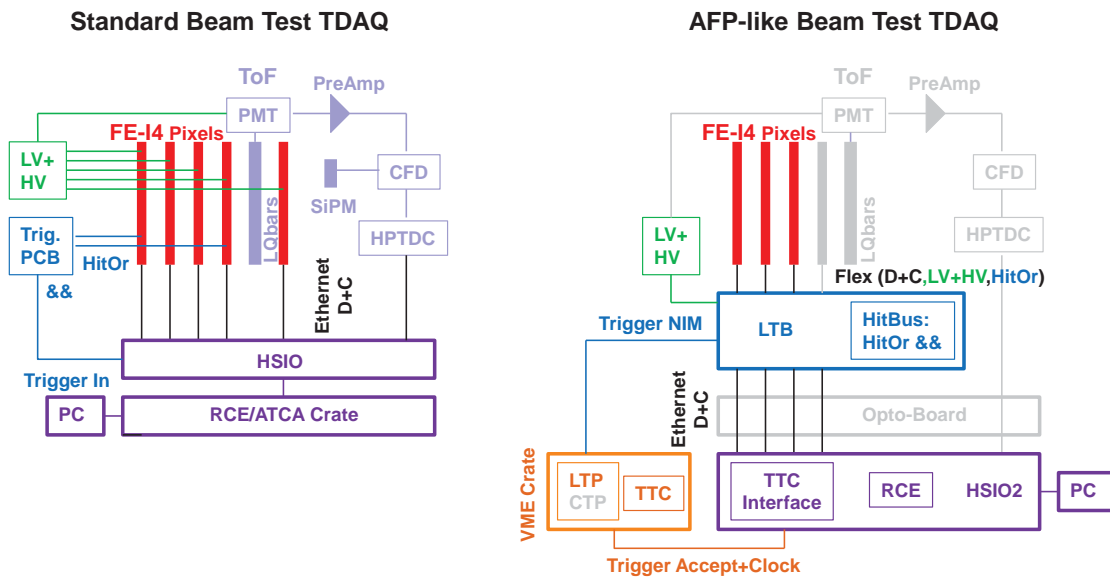 Standard Beam Test TDAQ
ToF
PreAmp
PMT
FE-I4 Pixels
LV+
HV
CFD
SiPM
LQbars
Trig.
PCB
HitOr
&&
HPTDC
Ethernet
D+C
HSIO
Trigger In
PC
RCE/ATCA Crate
AFP-like Beam Test TDAQ
ToF
PreAmp
PMT
FE-I4 Pixels
CFD
LQbars
LV+
HV
HPTDC
Flex (D+C,LV+HV,HitOr)
Trigger NIM
LTB
HitBus:
HitOr &&
Ethernet
D+C
Opto-Board
VME Crate
LTP
CTP
TTC
TTC
Interface
RCE
HSIO2
PC
Trigger Accept+Clock